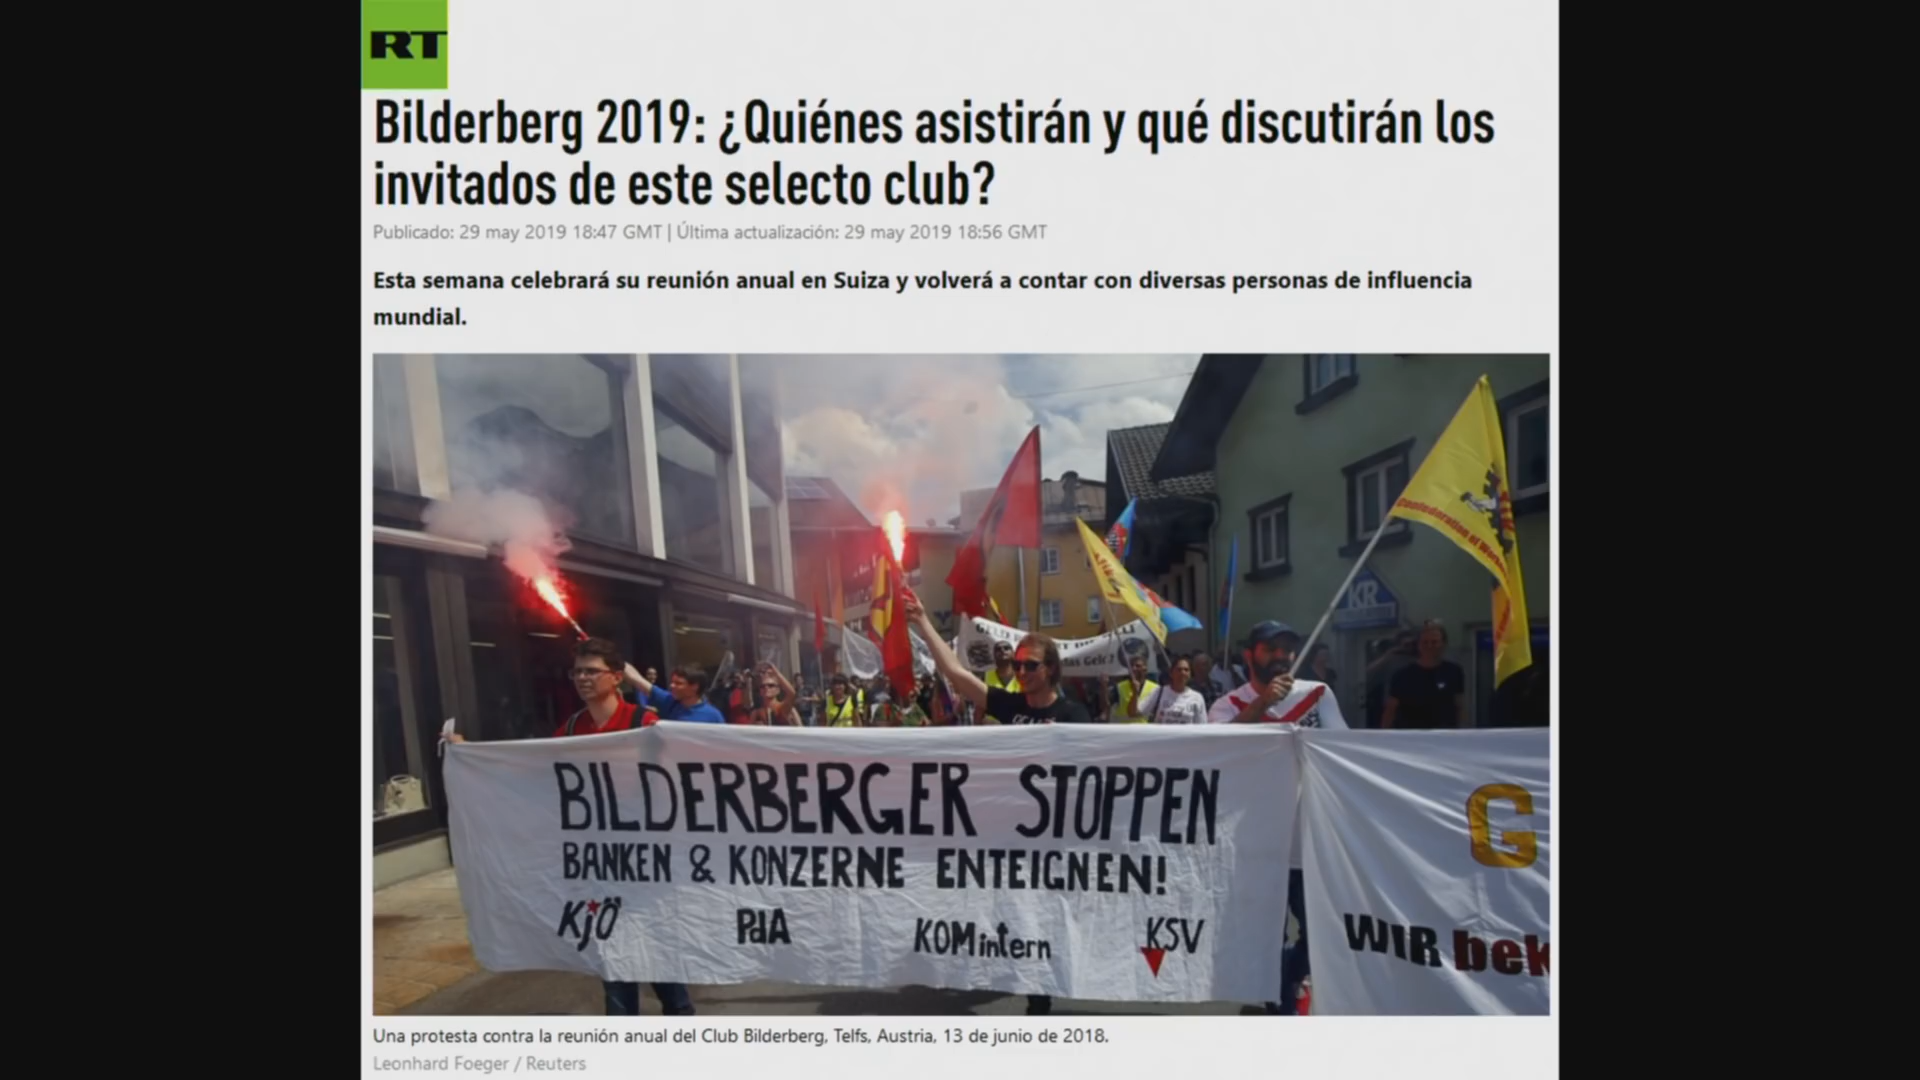 RT
Bilderberg 2019: ¿Quiénes asistirán y qué discutirán los
invitados de este selecto club?
Publicado: 29 may 2019 18:47 GMT | Última actualización: 29 may 2019 18:56 GMT
Esta semana celebrará su reunión anual en Suiza y volverá a contar con diversas personas de influencia
mundial.
Confederation of
KR
BILDERBERGER STOPPEN
BANKEN & KONZERNE ENTEIGNEN!
KJÖ PdA KOMintern KSV
G
WIR bek
Una protesta contra la reunión anual del Club Bilderberg, Telfs, Austria, 13 de junio de 2018.
Leonhard Foeger / Reuters